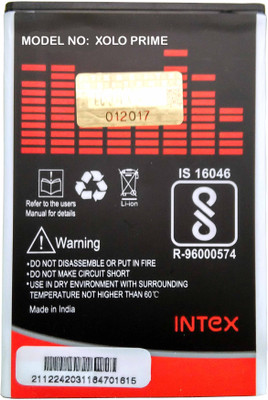 MODEL NO: XOLO PRIME
012017
Refer to the users
Manual for details
Li-ion
IS 16046
R-96000574
Warning
•DO NOT DISASSEMBLE OR PUT IN FIRE
•DO NOT MAKE CIRCUIT SHORT
•USE IN DRY ENVIRONMENT WITH SURROUNDING
TEMPERATURE NOT HIGHER THAN 60℃
Made in India
INTEX
2112242031164701615